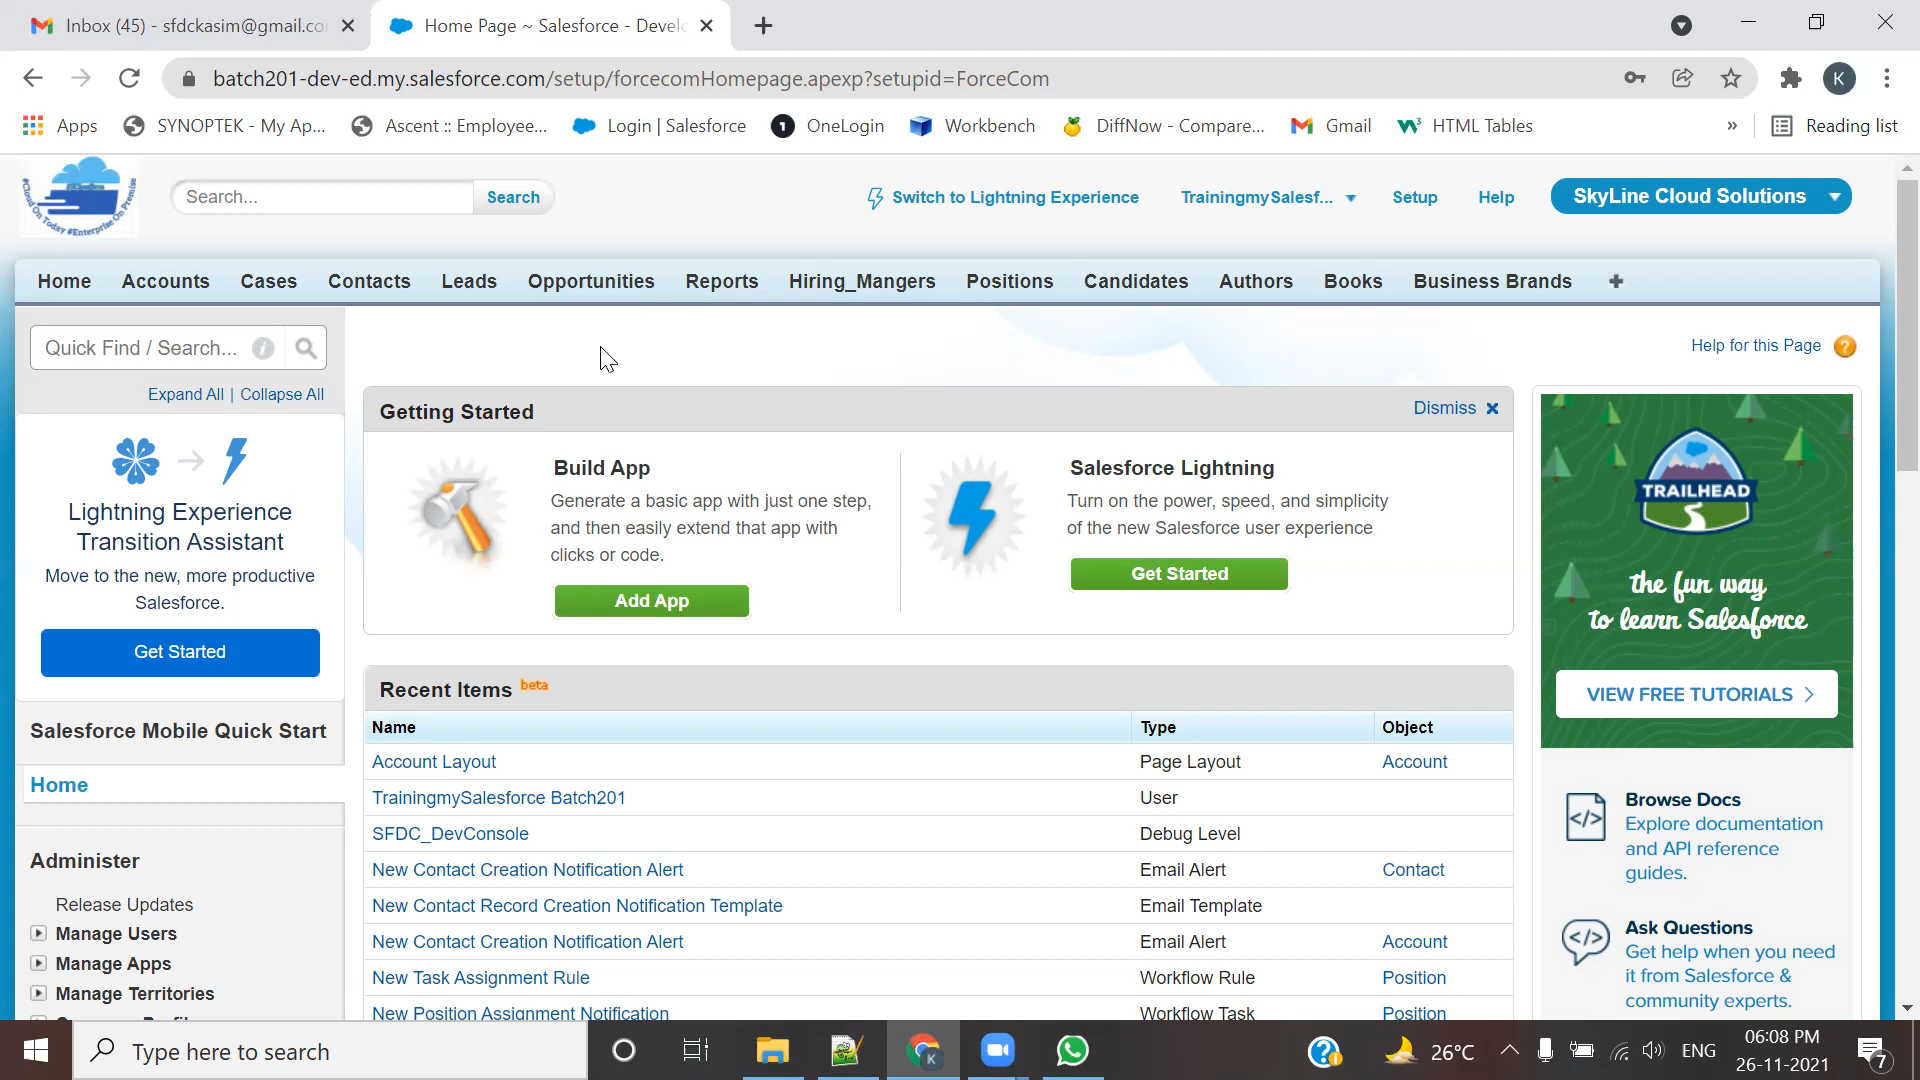 Inbox (45) - sfdckasim@gmail.co
Home Page ~ Salesforce - Devel
batch201-dev-ed.my.salesforce.com/setup/forcecomHomepage.apexp?setupid=ForceCom
K
Apps
SYNOPTEK - My Ap...
Ascent :: Employee...
Login | Salesforce
1
OneLogin
Workbench
DiffNow - Compare...
Gmail
HTML Tables
»
Reading list
#Cloud On Today #Enterprise On Premise
Search...
Search
Switch to Lightning Experience
TrainingmySalesf...
Setup
Help
SkyLine Cloud Solutions
Home
Accounts
Cases
Contacts
Leads
Opportunities
Reports
Hiring_Mangers
Positions
Candidates
Authors
Books
Business Brands
Quick Find / Search...
Expand All | Collapse All
Lightning Experience
Transition Assistant
Move to the new, more productive
Salesforce.
Get Started
Salesforce Mobile Quick Start
Home
Administer
Release Updates
Manage Users
Manage Apps
Manage Territories
Help for this Page
Getting Started
Dismiss
Build App
Generate a basic app with just one step,
and then easily extend that app with
clicks or code.
Add App
Salesforce Lightning
Turn on the power, speed, and simplicity
of the new Salesforce user experience
Get Started
Recent Items beta
Name Type Object
Account Layout Page Layout Account
TrainingmySalesforce Batch201 User
SFDC_DevConsole Debug Level
New Contact Creation Notification Alert Email Alert Contact
New Contact Record Creation Notification Template Email Template
New Contact Creation Notification Alert Email Alert Account
New Task Assignment Rule Workflow Rule Position
New Position Assignment Notification Workflow Task Position
TRAILHEAD
the fun way
to learn Salesforce
VIEW FREE TUTORIALS
Browse Docs
Explore documentation
and API reference
guides.
Ask Questions
Get help when you need
it from Salesforce &
community experts.
Type here to search
26°C
ENG
06:08 PM
26-11-2021
7